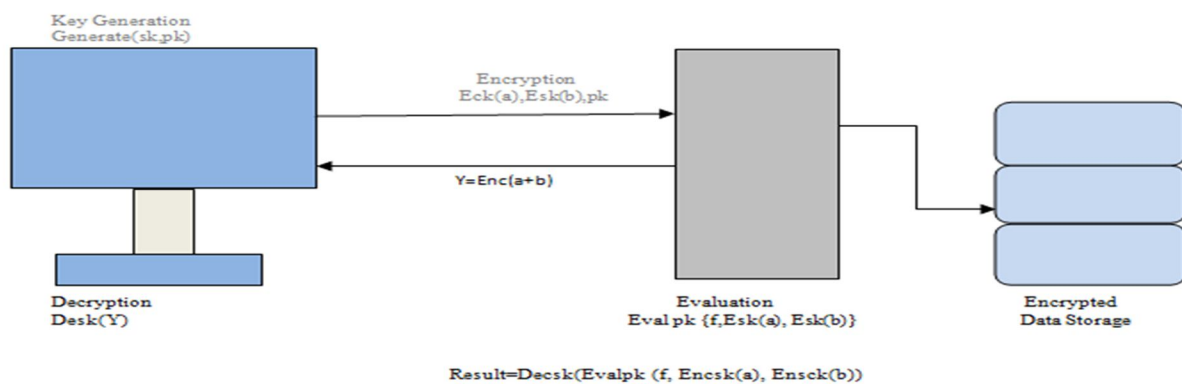 Key Generation
Generate(sk,pk)
Encryption
Eck(a),Esk(b),pk
Y=Enc(a+b)
Decryption
Desk(Y)
Evaluation
Eval pk {f,Esk(a), Esk(b)}
Encrypted
Data Storage
Result=Decsk(Evalpk (f, Encsk(a), Ensck(b))